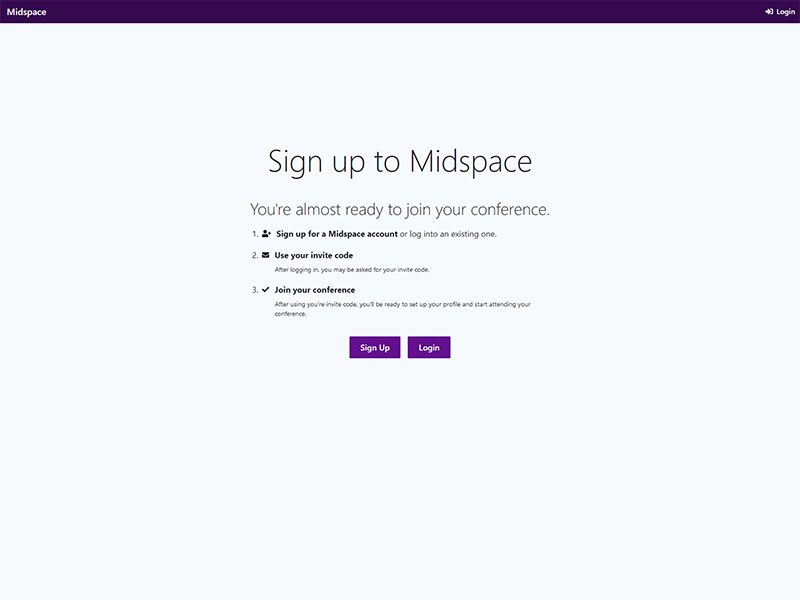 Midspace
Login
Sign up to Midspace
You're almost ready to join your conference.
1. Sign up for a Midspace account or log into an existing one.
2. Use your invite code
After logging in, you may be asked for your invite code.
3. Join your conference
After using you're invite code, you'll be ready to set up your profile and start attending your
conference.
Sign Up
Login